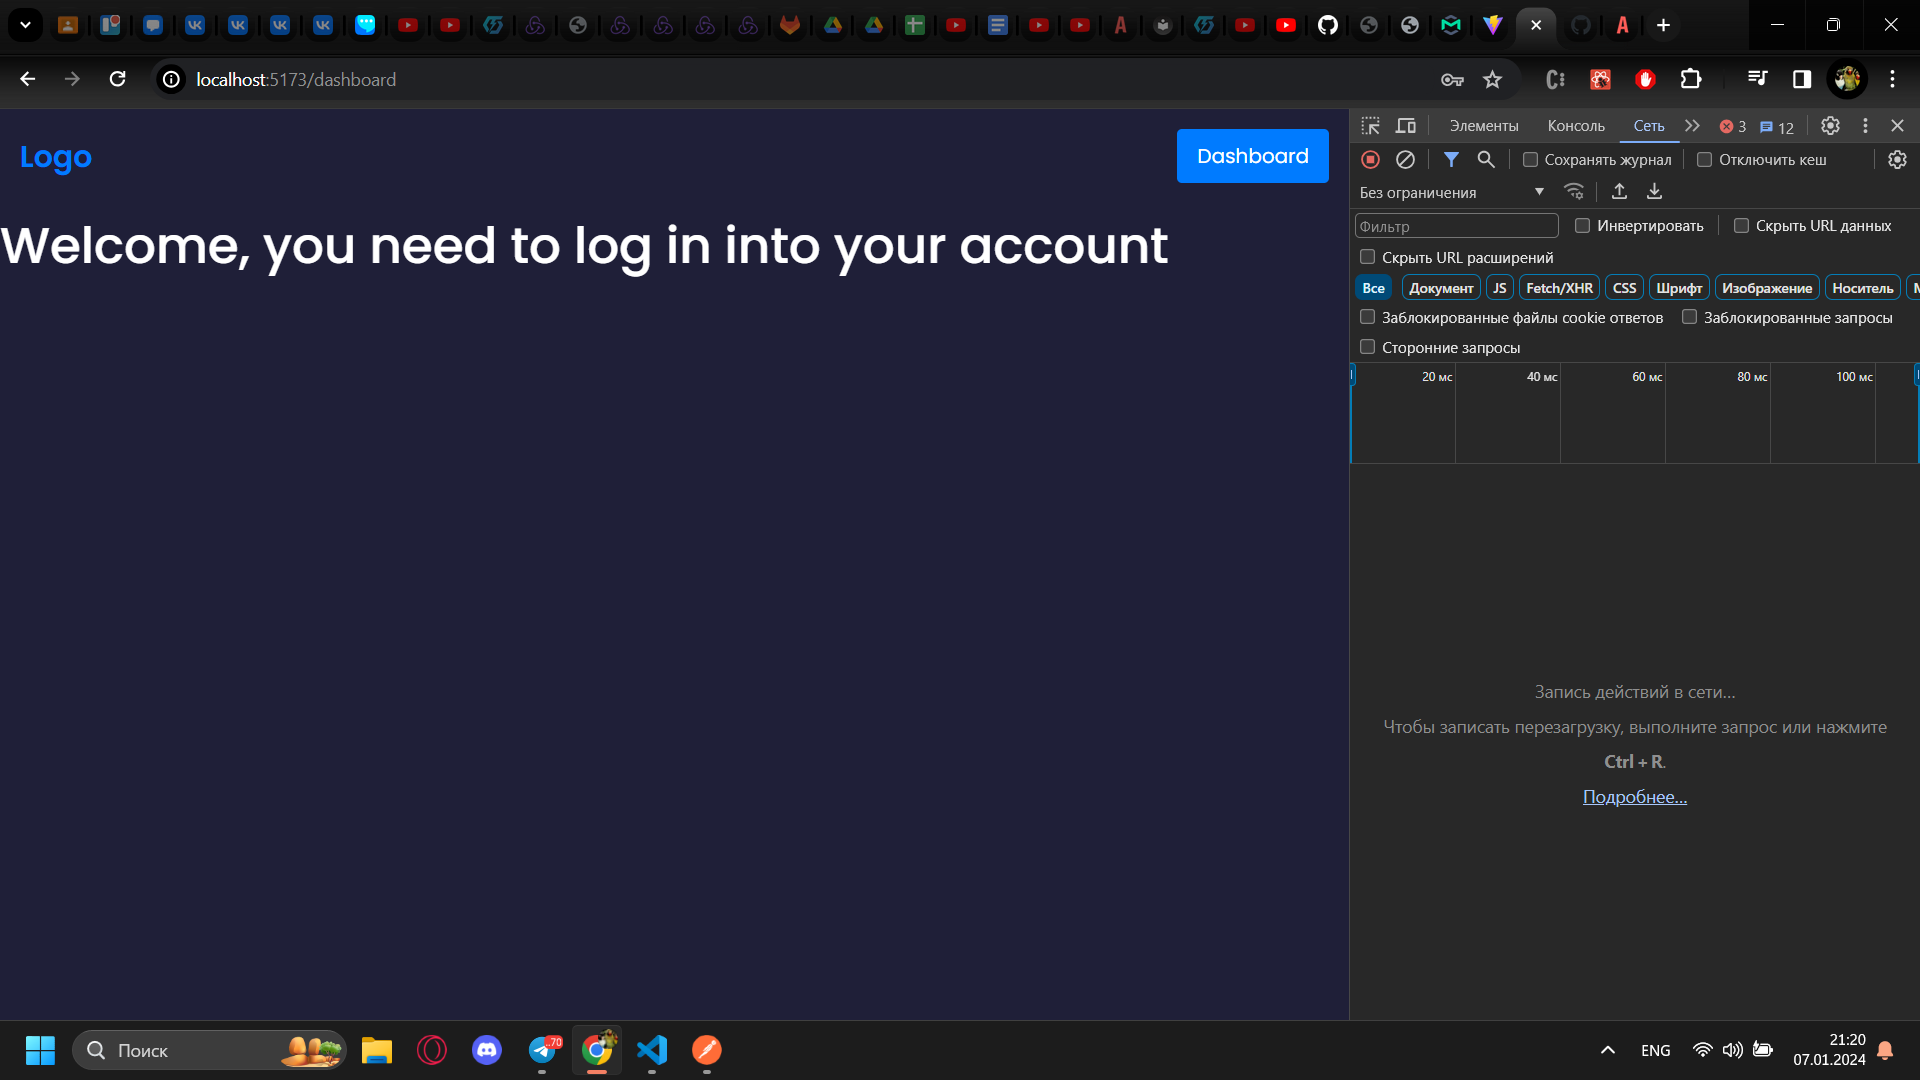 localhost:5173/dashboard
Logo
Dashboard
Welcome, you need to log in into your account
Элементы Консоль Сеть 3 12
Сохранять журнал Отключить кеш
Без ограничения
Фильтр Инвертировать Скрыть URL данных
Скрыть URL расширений
Все Документ JS Fetch/XHR CSS Шрифт Изображение Носитель
Заблокированные файлы cookie ответов Заблокированные запросы
Сторонние запросы
20 мс 40 мс 60 мс 80 мс 100 мс
Запись действий в сети...
Чтобы записать перезагрузку, выполните запрос или нажмите
Ctrl + R.
Подробнее...
Поиск
..70
ENG
21:20
07.01.2024